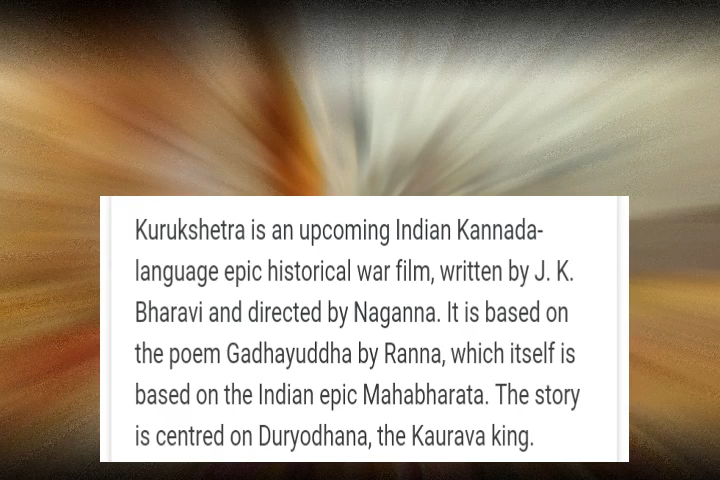 Kurukshetra is an upcoming Indian Kannada-
language epic historical war film, written by J. K.
Bharavi and directed by Naganna. It is based on
the poem Gadhayuddha by Ranna, which itself is
based on the Indian epic Mahabharata. The story
is centred on Duryodhana, the Kaurava king.